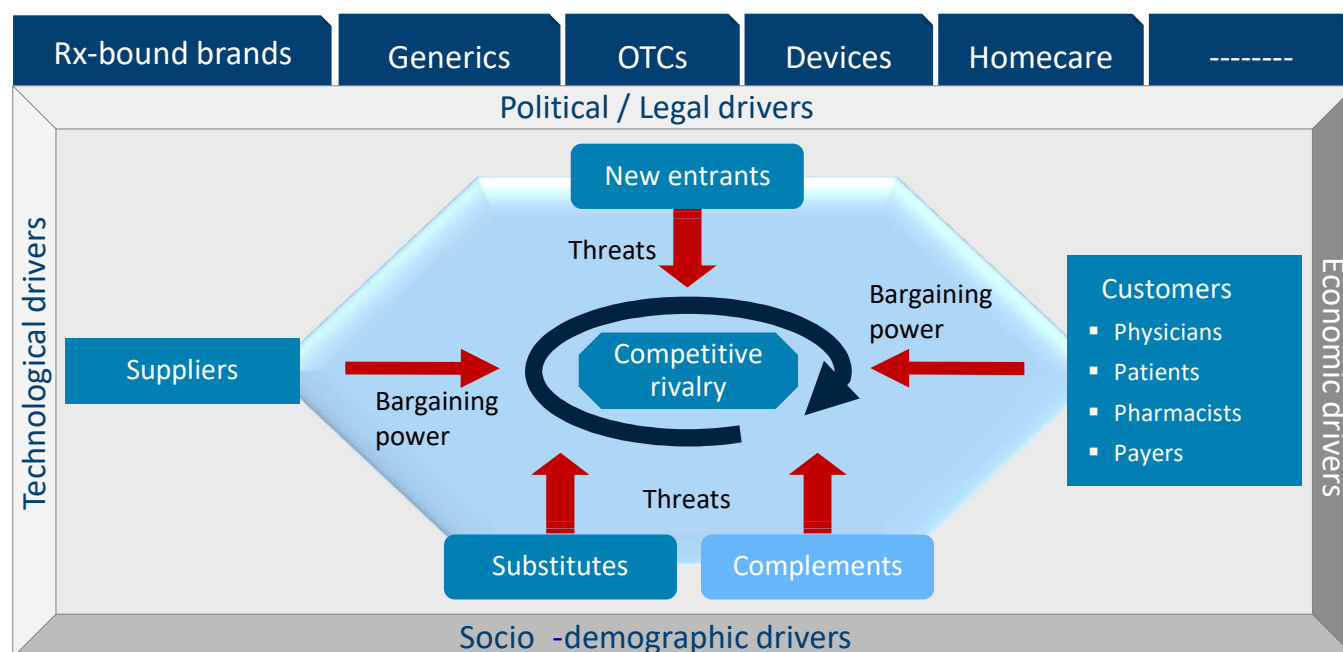 Rx-bound brands
Generics
OTCs
Devices
Homecare
--------
Political / Legal drivers
Technological drivers
Economic drivers
New entrants
Threats
Bargaining
power
Customers
▪ Physicians
▪ Patients
▪ Pharmacists
▪ Payers
Suppliers
Competitive
rivalry
Bargaining
power
Threats
Substitutes
Complements
Socio -demographic drivers